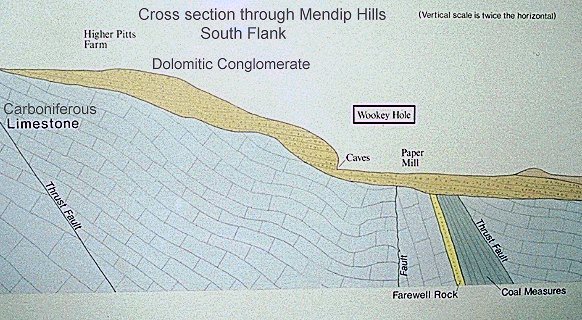 Cross section through Mendip Hills
South Flank
(Vertical scale is twice the horizontal)
Higher Pitts
Farm
Dolomitic Conglomerate
Carboniferous
Limestone
Wookey Hole
Caves
Paper
Mill
Thrust Fault
Fault
Thrust Fault
Farewell Rock
Coal Measures